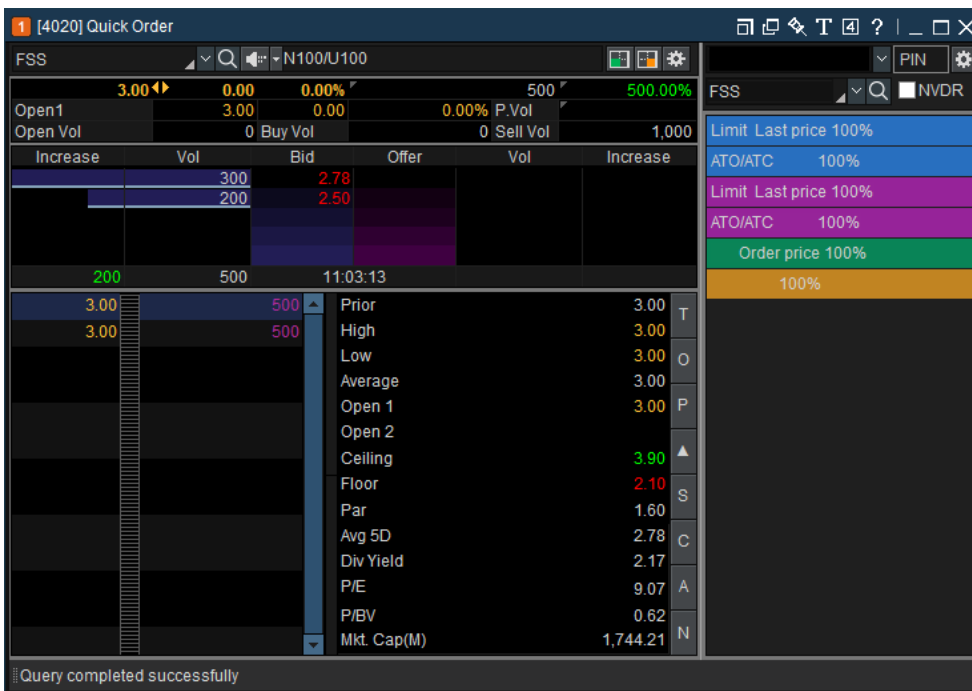 1 [4020] Quick Order T 4 ?
FSS N100/U100
3.00 0.00 0.00% 500 500.00%
Open1 3.00 0.00 0.00% P.Vol
Open Vol 0 Buy Vol 0 Sell Vol 1,000
Increase Vol Bid Offer Vol Increase
300 2.78
200 2.50
200 500 11:03:13
3.00 500
3.00 500
Prior 3.00
High 3.00
Low 3.00
Average 3.00
Open 1 3.00
Open 2
Ceiling 3.90
Floor 2.10
Par 1.60
Avg 5D 2.78
Div Yield 2.17
P/E 9.07
P/BV 0.62
Mkt. Cap(M) 1,744.21
T
O
P
▲
S
C
A
N
PIN
FSS NVDR
Limit Last price 100%
ATO/ATC 100%
Limit Last price 100%
ATO/ATC 100%
Order price 100%
100%
Query completed successfully